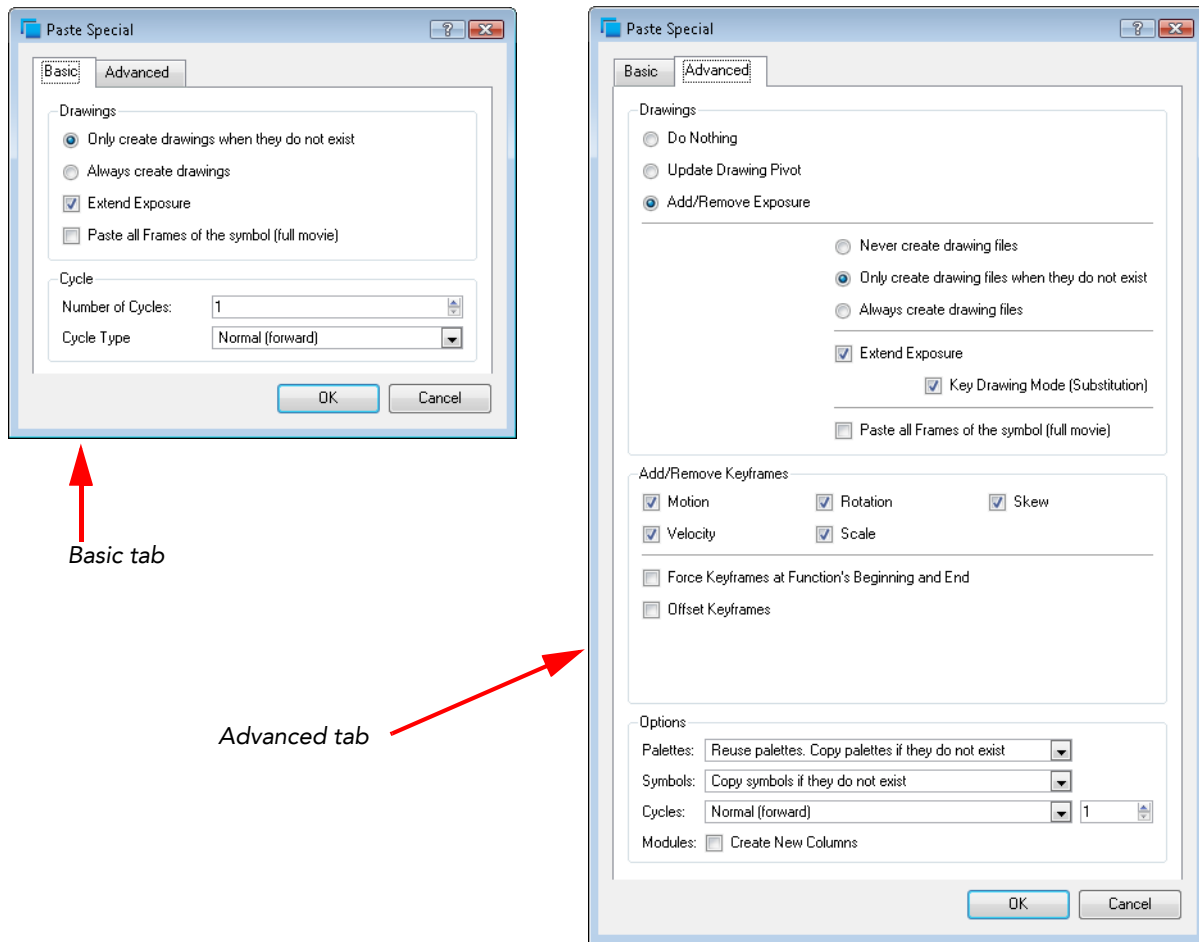 Paste Special
Basic Advanced
Drawings
Only create drawings when they do not exist
Always create drawings
Extend Exposure
Paste all Frames of the symbol (full movie)
Cycle
Number of Cycles: 1
Cycle Type Normal (forward)
OK Cancel
Basic tab
Advanced tab
Paste Special
Basic Advanced
Drawings
Do Nothing
Update Drawing Pivot
Add/Remove Exposure
Never create drawing files
Only create drawing files when they do not exist
Always create drawing files
Extend Exposure
Key Drawing Mode (Substitution)
Paste all Frames of the symbol (full movie)
Add/Remove Keyframes
Motion Rotation Skew
Velocity Scale
Force Keyframes at Function's Beginning and End
Offset Keyframes
Options
Palettes: Reuse palettes. Copy palettes if they do not exist
Symbols: Copy symbols if they do not exist
Cycles: Normal (forward) 1
Modules: Create New Columns
OK Cancel